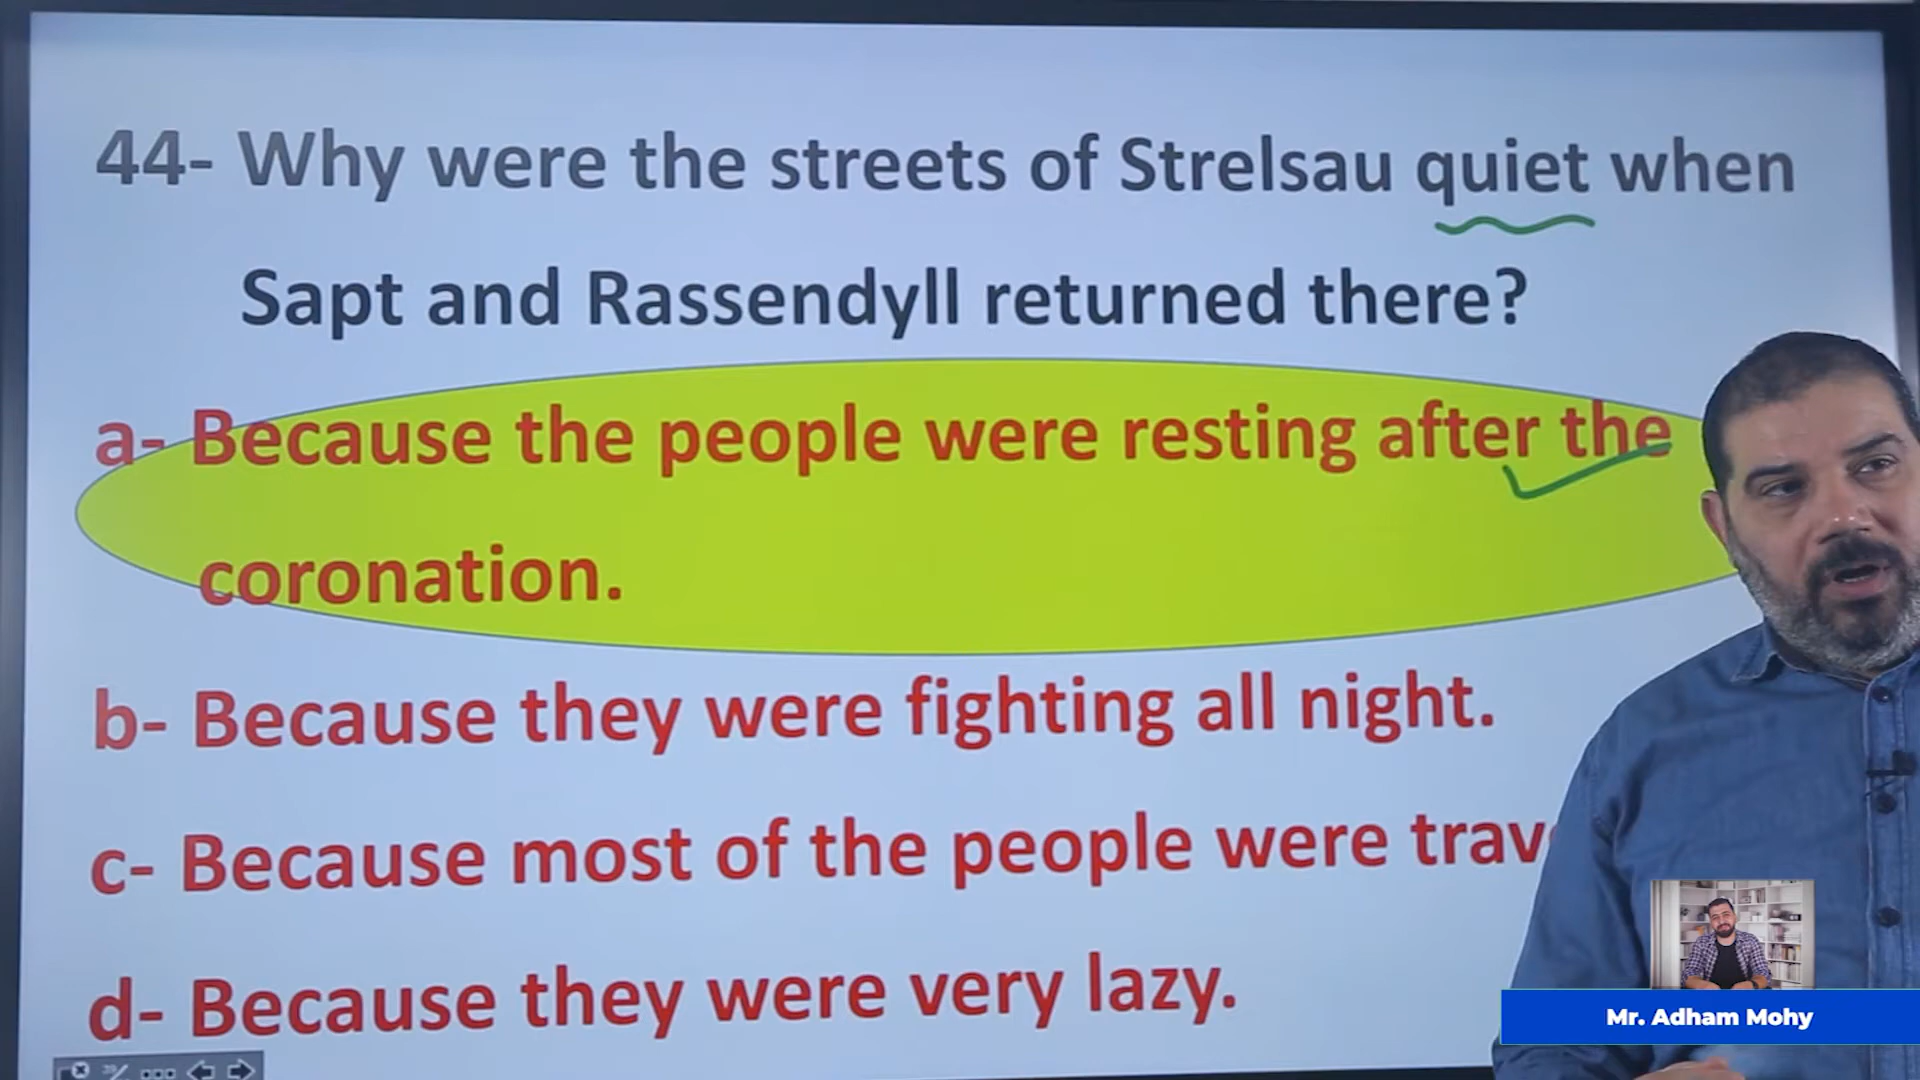 44- Why were the streets of Strelsau quiet when
Sapt and Rassendyll returned there?
a- Because the people were resting after the
coronation.
b- Because they were fighting all night.
c- Because most of the people were
d- Because they were very lazy.
Mr. Adham Mohy